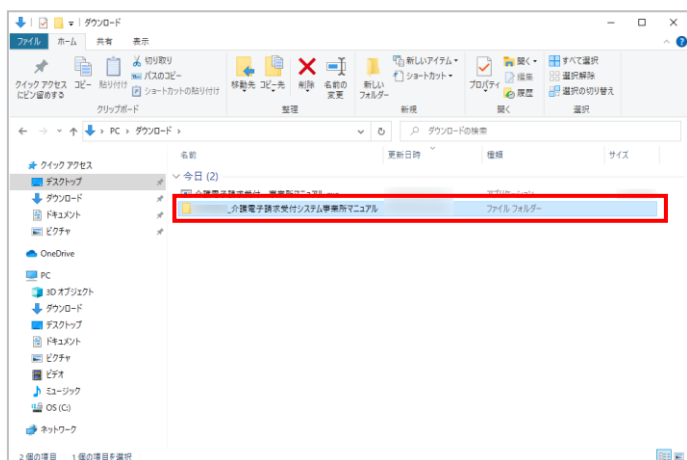 ダウンロード
ファイル ホーム 共有 表示
クイック アクセスにピン留めする
コピー
貼り付け
切り取り
パスのコピー
ショートカットの貼り付け
クリップボード
移動先 コピー先 削除 名前の変更
整理
新しいフォルダー
新しいアイテム
ショートカット
新規
プロパティ
開く
編集
履歴
開く
すべて選択
選択解除
選択の切り替え
選択
PC › ダウンロード ›
ダウンロードの検索
名前 更新日時 種類 サイズ
今日 (2)
_介護電子請求受付システム事業所マニュアル ファイル フォルダー
クイック アクセス
デスクトップ
ダウンロード
ドキュメント
ピクチャ
OneDrive
PC
3D オブジェクト
ダウンロード
デスクトップ
ドキュメント
ピクチャ
ビデオ
ミュージック
OS (C:)
ネットワーク
2 個の項目 1 個の項目を選択